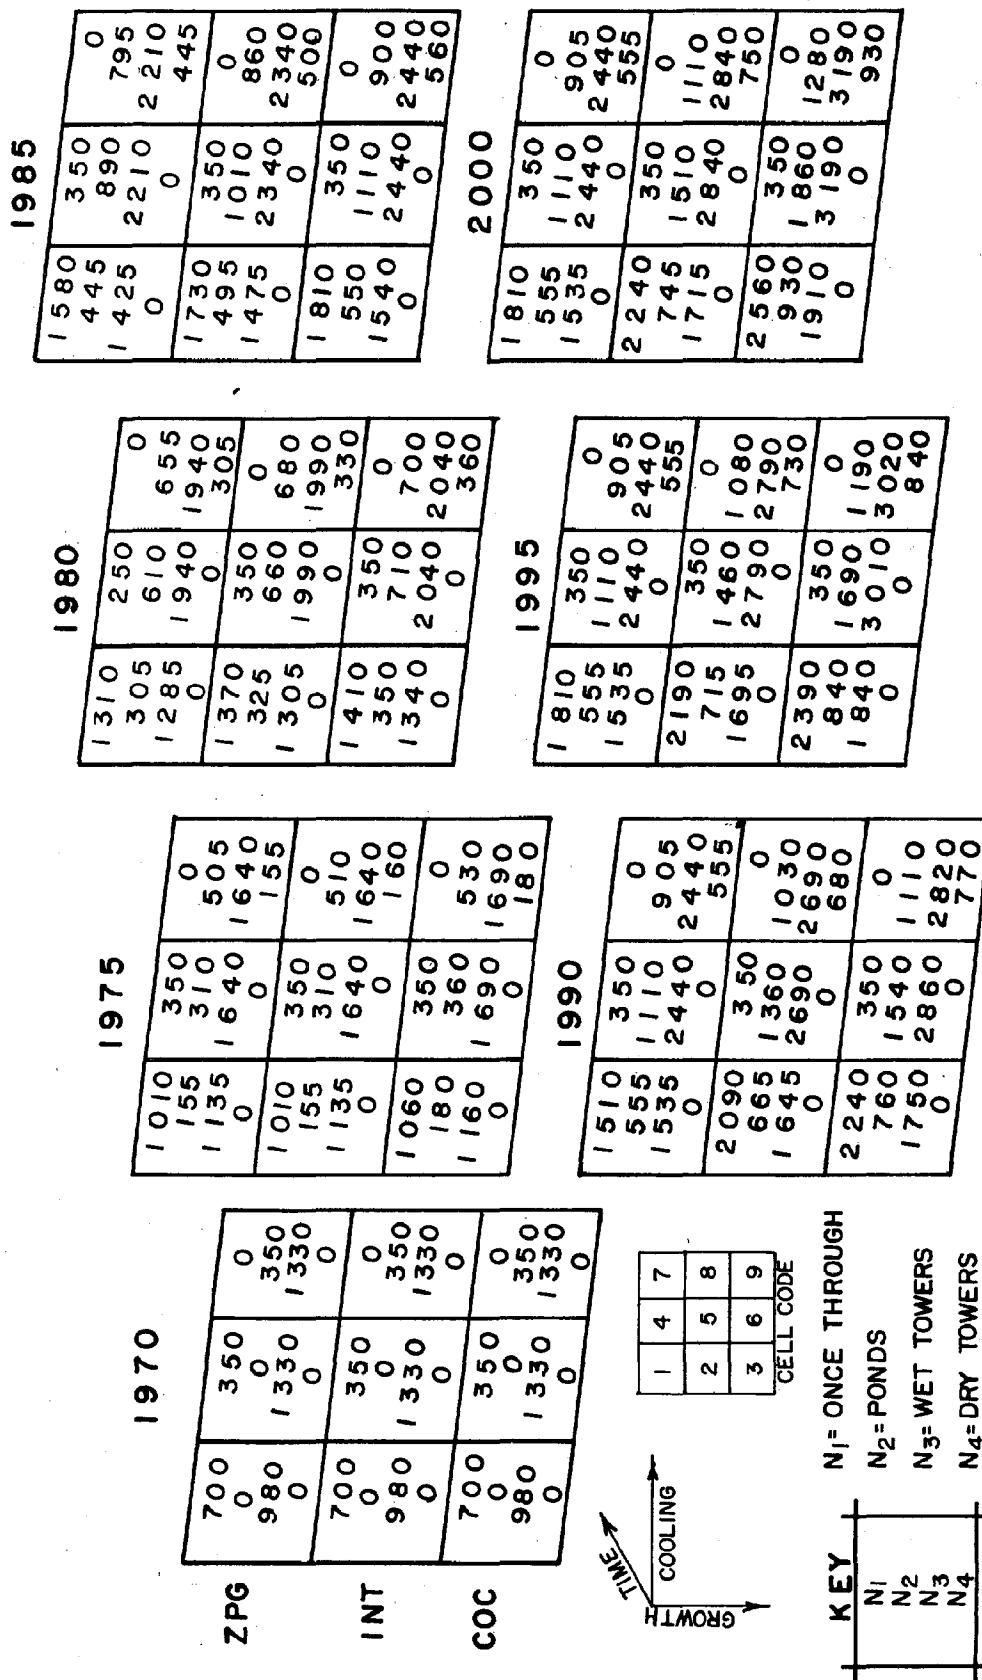 1970
ZPG
700 350 0
0 0 350
980 1330 1330
0 0 0
INT
700 350 0
0 0 350
980 1330 1330
0 0 0
COC
700 350 0
0 0 350
980 1330 1330
0 0 0
1975
1010 350 0
155 310 505
1135 1640 1640
0 0 155
1010 350 0
155 310 510
1135 1640 1640
0 0 160
1060 350 0
180 360 530
1160 1690 1690
0 0 180
1980
1310 250 0
305 610 655
1285 1940 1940
0 0 305
1370 350 0
325 660 680
1305 1990 1990
0 0 330
1410 350 0
350 710 700
1340 2040 2040
0 0 360
1985
1580 350 0
445 890 795
1425 2210 2210
0 0 445
1730 350 0
495 1010 860
1475 2340 2340
0 0 500
1810 350 0
550 1110 900
1540 2440 2440
0 0 560
1990
1510 350 0
555 1110 905
1535 2440 2440
0 0 555
2090 350 0
665 1360 1030
1645 2690 2690
0 0 680
2240 350 0
760 1540 1110
1750 2860 2820
0 0 770
1995
1810 350 0
555 1110 905
1535 2440 2440
0 0 555
2190 350 0
715 1460 1080
1695 2790 2790
0 0 730
2390 350 0
840 1690 1190
1840 3010 3020
0 0 840
2000
1810 350 0
555 1110 905
1535 2440 2440
0 0 555
2240 350 0
745 1510 1110
1715 2840 2840
0 0 750
2560 350 0
930 1860 1280
1910 3190 3190
0 0 930
TIME
COOLING
GROWTH
1 4 7
2 5 8
3 6 9
CELL CODE
KEY
N1
N2
N3
N4
N1= ONCE THROUGH
N2= PONDS
N3= WET TOWERS
N4= DRY TOWERS